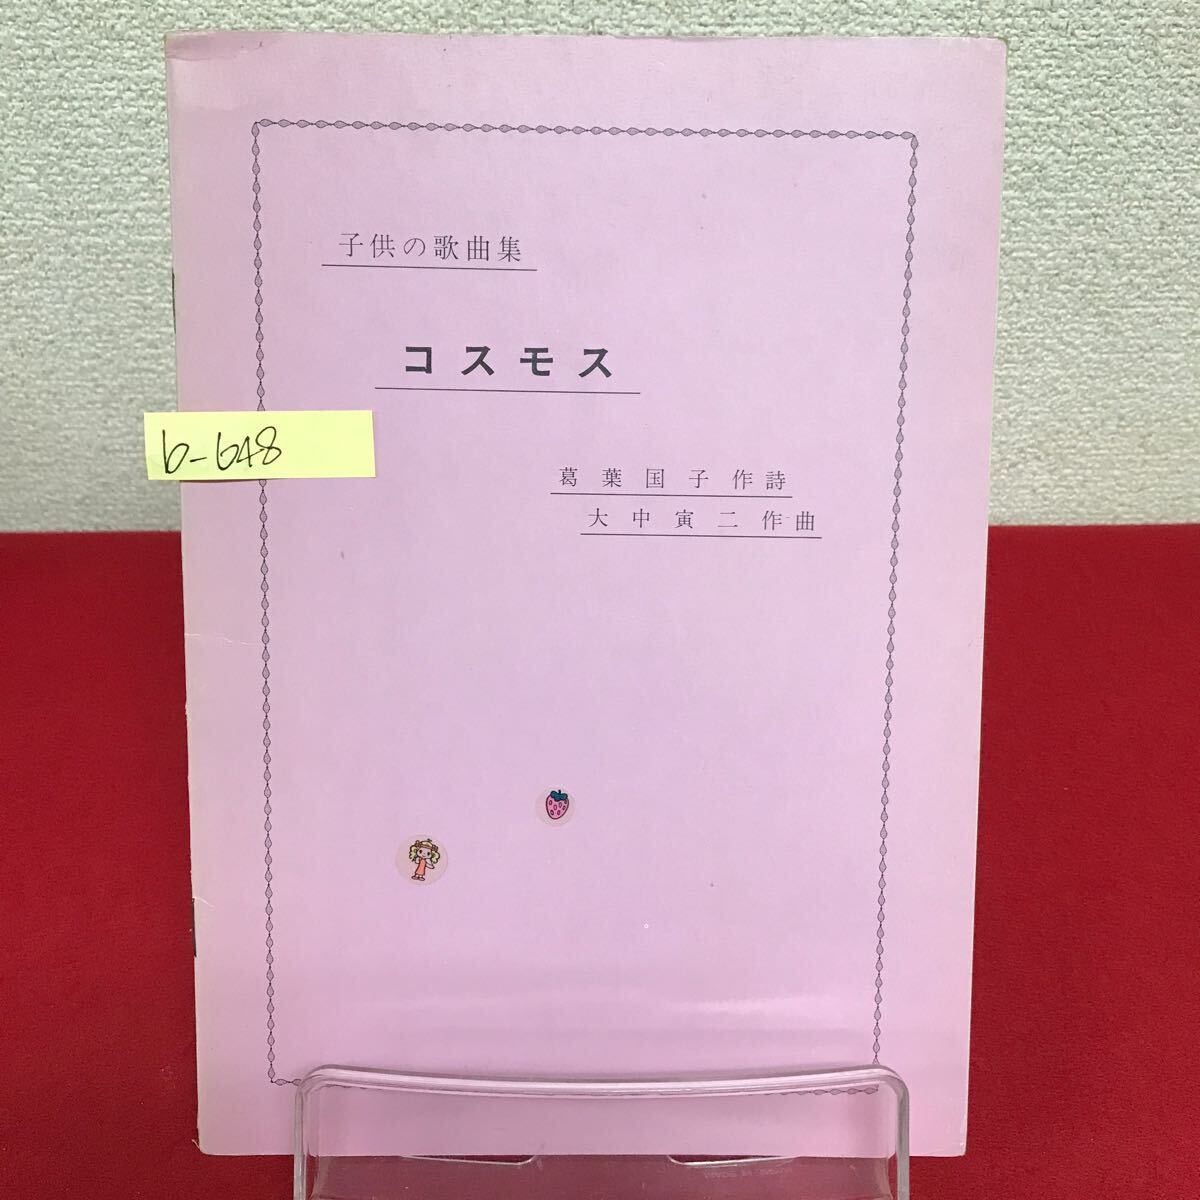 子供の歌曲集
コスモス
b-648
葛葉国子作詩
大中寅二作曲